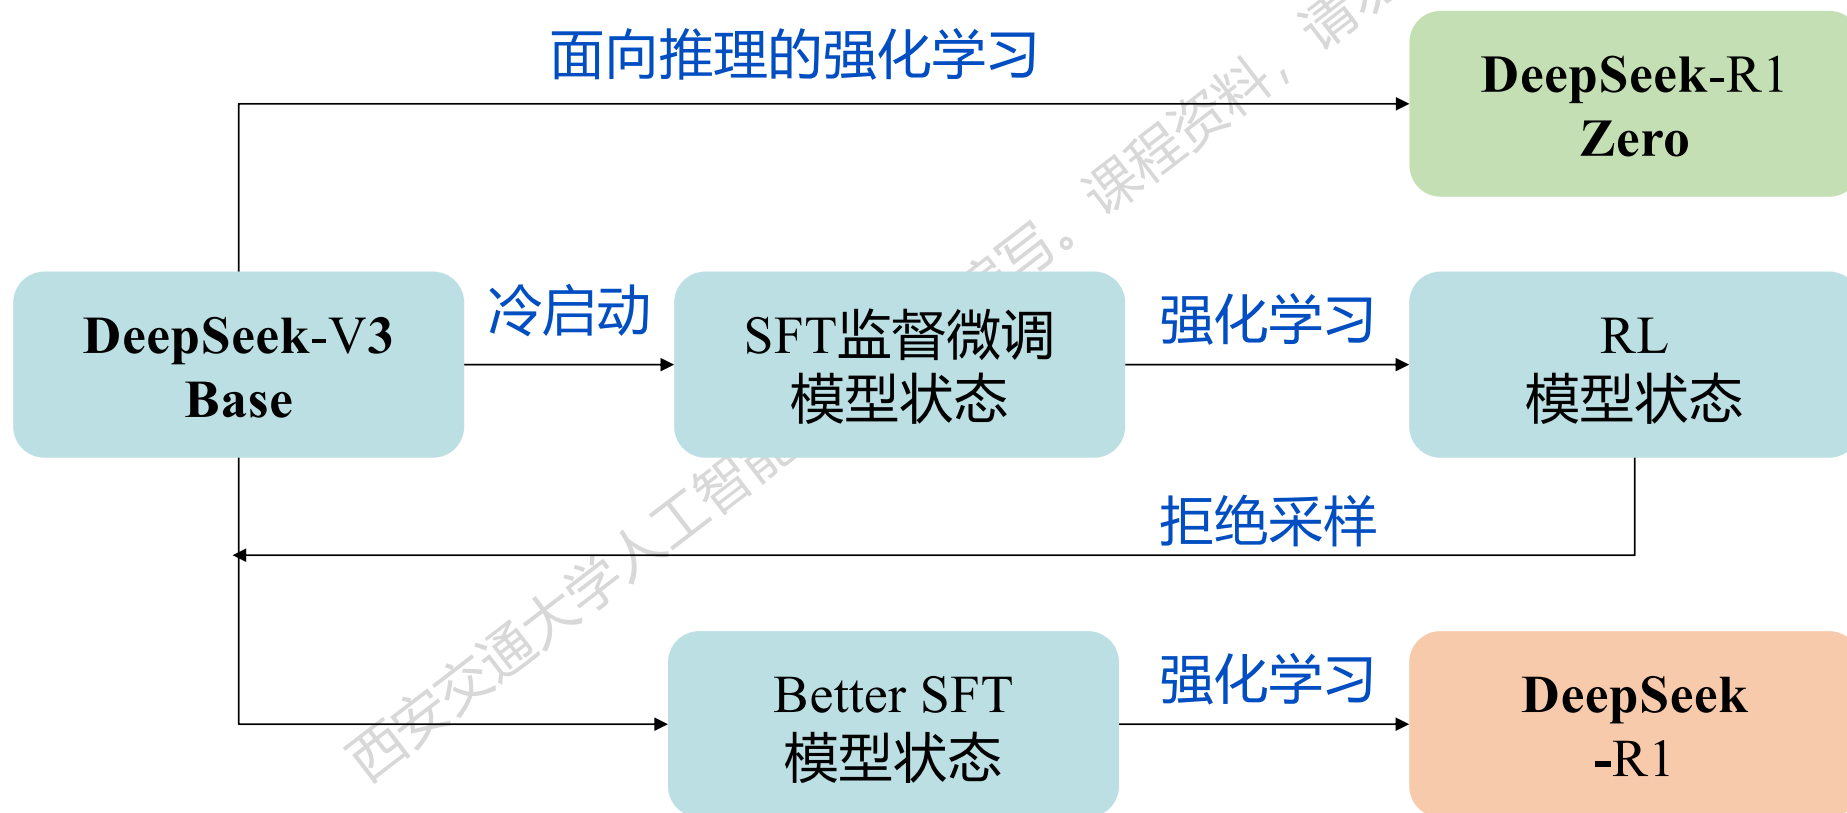 面向推理的强化学习
DeepSeek-R1
Zero
DeepSeek-V3
Base
冷启动
SFT监督微调
模型状态
强化学习
RL
模型状态
拒绝采样
Better SFT
模型状态
强化学习
DeepSeek
-R1
西安交通大学人工智能
写。课程资料，请